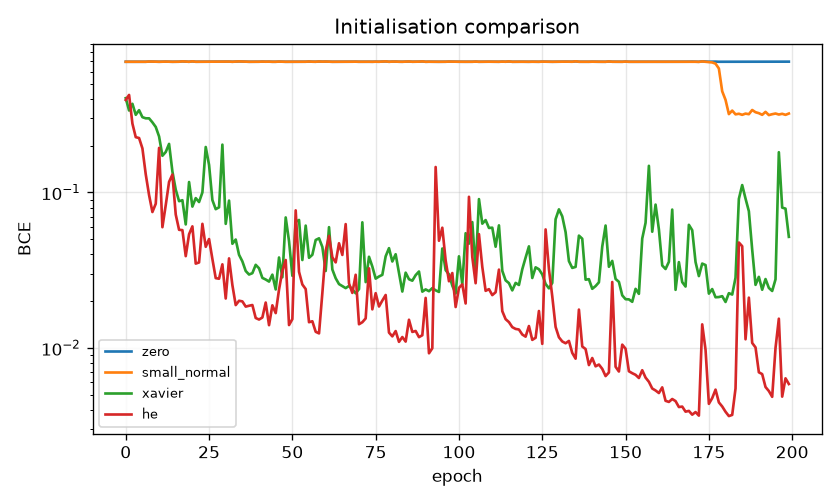 Initialisation comparison
BCE
10⁻¹
10⁻²
zero
small_normal
xavier
he
0 25 50 75 100 125 150 175 200
epoch